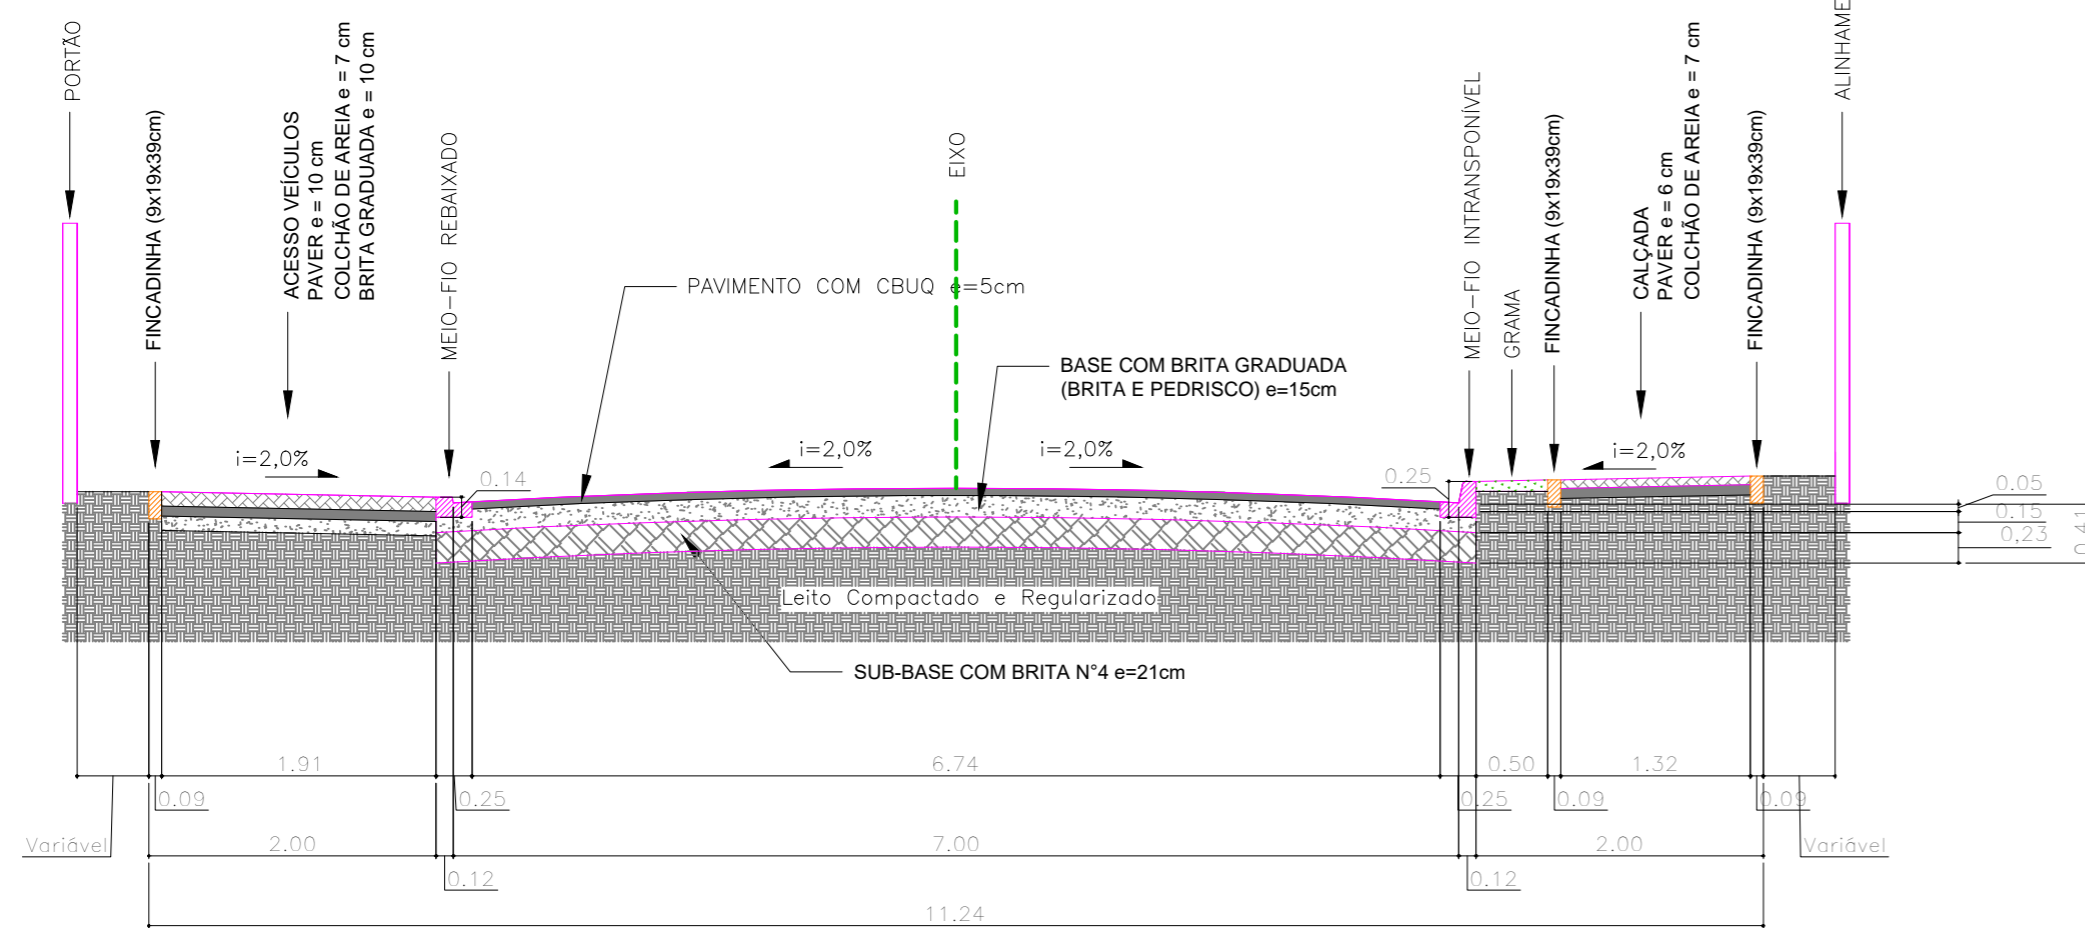 PORTÃO
FINCADINHA (9x19x39cm)
ACESSO VEÍCULOS
PAVER e = 10 cm
COLCHÃO DE AREIA e = 7 cm
BRITA GRADUADA e = 10 cm
MEIO-FIO REBAIXADO
EIXO
MEIO-FIO INTRANSPONÍVEL
GRAMA
FINCADINHA (9x19x39cm)
CALÇADA
PAVER e = 6 cm
COLCHÃO DE AREIA e = 7 cm
FINCADINHA (9x19x39cm)
ALINHAME
PAVIMENTO COM CBUQ e=5cm
BASE COM BRITA GRADUADA
(BRITA E PEDRISCO) e=15cm
i=2,0%
i=2,0%
i=2,0%
i=2,0%
0.14
0.25
0.05
0.15
0,23
0.41
Leito Compactado e Regularizado
SUB-BASE COM BRITA N°4 e=21cm
1.91
6.74
0.50
1.32
0.09
0.25
0.25
0.09
0.09
Variável
2.00
7.00
2.00
Variável
0.12
0.12
11.24